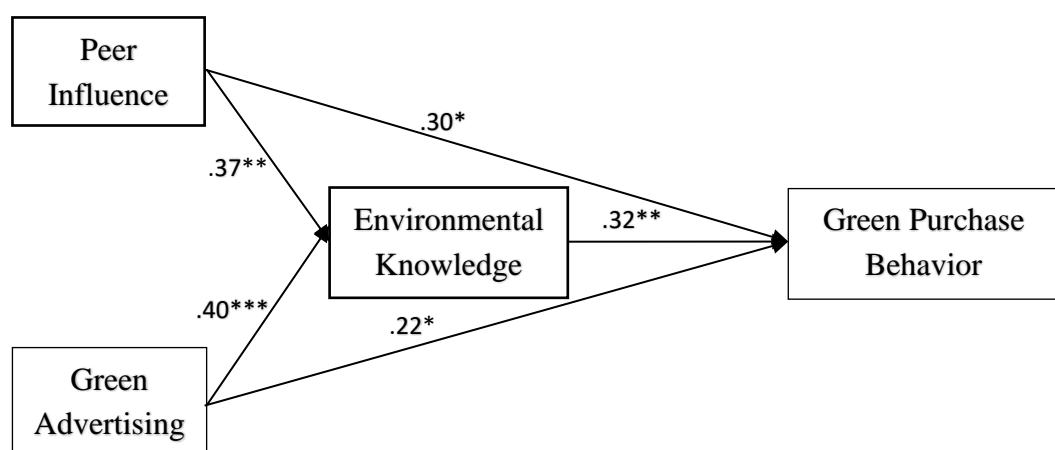 Peer
Influence
.30*
.37**
Environmental
Knowledge
.32**
Green Purchase
Behavior
.40***
.22*
Green
Advertising